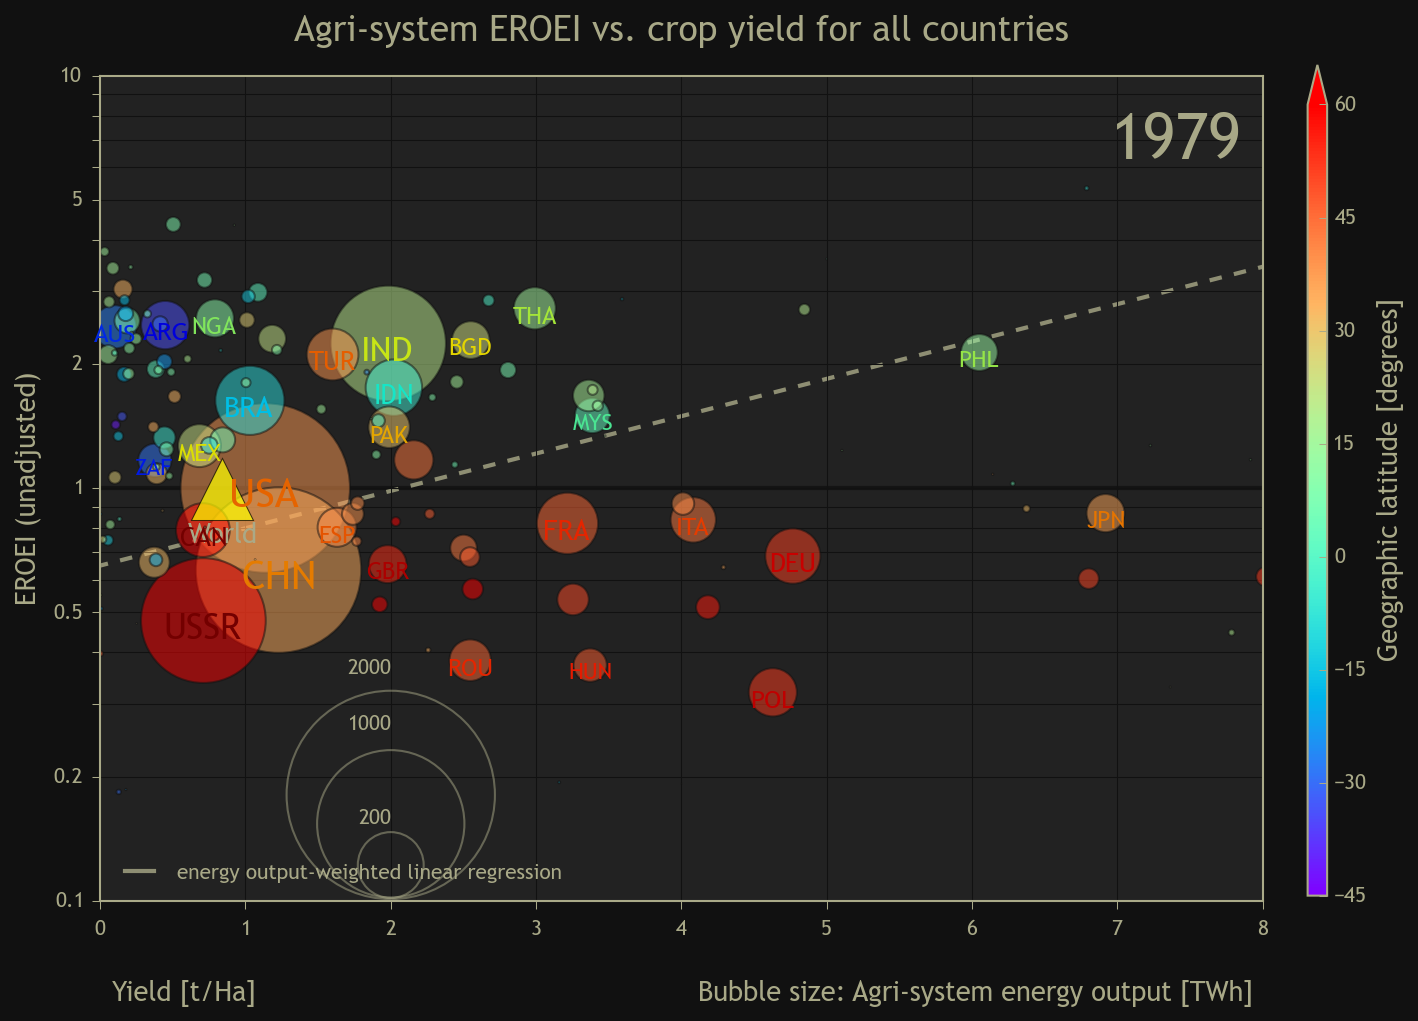 Agri-system EROEI vs. crop yield for all countries
1979
10
5
2
1
0.5
0.2
0.1
EROEI (unadjusted)
THA
AUS
ARG
NGA
TUR
IND
BGD
PHL
IDN
BRA
MYS
PAK
MEX
ZAF
USA
CAN
World
ESP
FRA
ITA
JPN
CHN
GBR
DEU
USSR
ROU
HUN
POL
2000
1000
200
energy output-weighted linear regression
0 1 2 3 4 5 6 7 8
Yield [t/Ha]
Bubble size: Agri-system energy output [TWh]
60
45
30
15
0
−15
−30
−45
Geographic latitude [degrees]